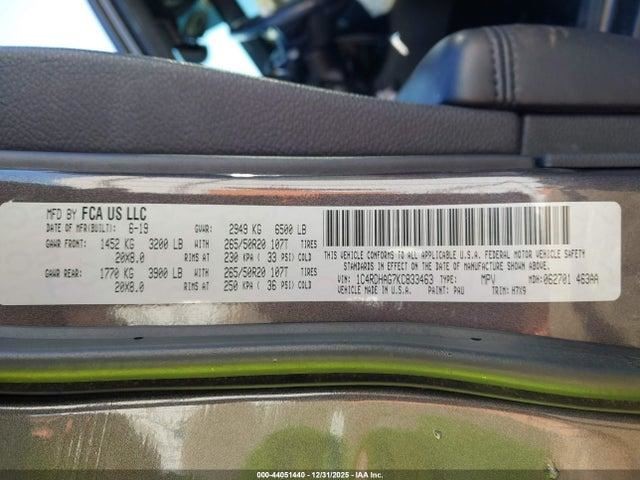 MFD BY FCA US LLC
DATE OF MFR(BUILT): 6-19 GVWR: 2949 KG 6500 LB
GAWR FRONT: 1452 KG 3200 LB WITH 265/50R20 107T TIRES
20X8.0 RIMS AT 230 KPA ( 33 PSI) COLD
GAWR REAR: 1770 KG 3900 LB WITH 265/50R20 107T TIRES
20X8.0 RIMS AT 250 KPA ( 36 PSI) COLD
THIS VEHICLE CONFORMS TO ALL APPLICABLE U.S.A. FEDERAL MOTOR VEHICLE SAFETY
STANDARDS IN EFFECT ON THE DATE OF MANUFACTURE SHOWN ABOVE.
VIN: 1C4RDHAG7KC833463 TYPE: MPV MDH: 062701 463AA
MADE IN U.S.A. PAINT: PAU TRIM: H7X9
000-44051440 - 12/31/2025 - IAA Inc.